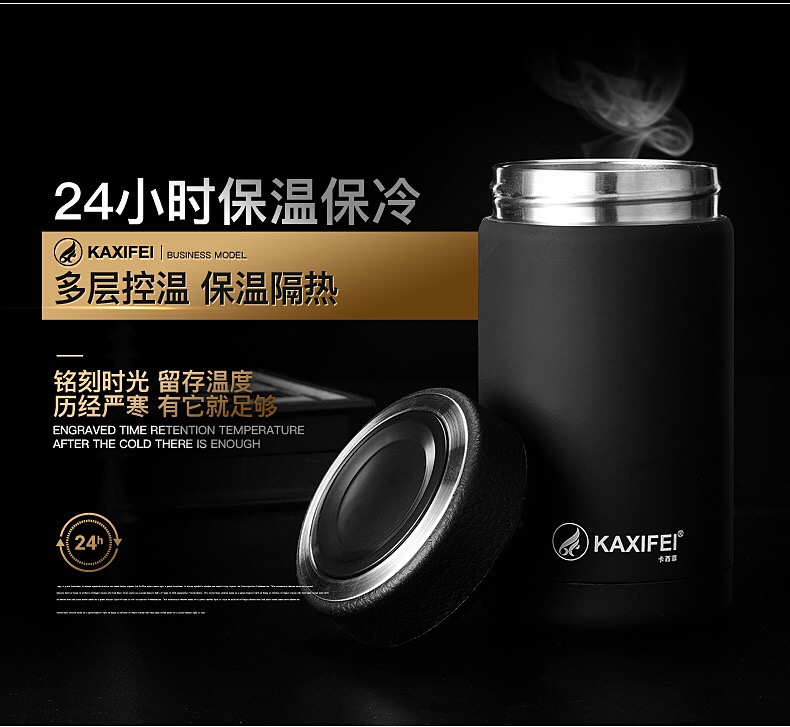 24小时保温保冷
KAXIFEI | BUSINESS MODEL
多层控温 保温隔热
铭刻时光 留存温度
历经严寒 有它就足够
ENGRAVED TIME RETENTION TEMPERATURE
AFTER THE COLD THERE IS ENOUGH
24h
KAXIFEI®
卡西菲